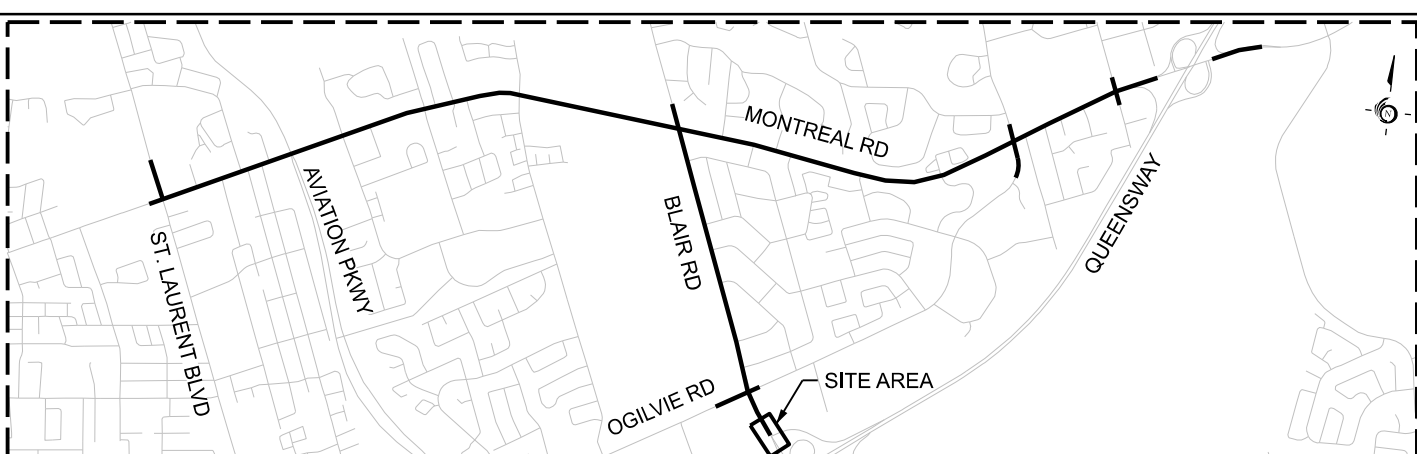 MONTREAL RD
N
AVIATION PKWY
QUEENSWAY
BLAIR RD
ST. LAURENT BLVD
SITE AREA
OGILVIE RD